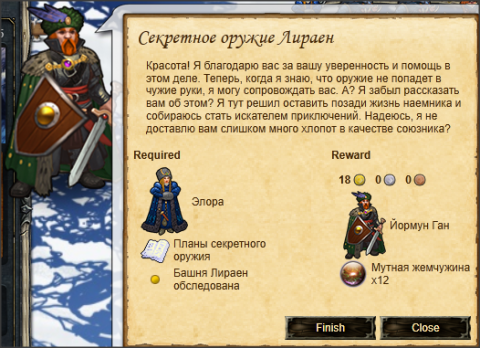 Секретное оружие Лираен
Красота! Я благодарю вас за вашу уверенность и помощь в
этом деле. Теперь, когда я знаю, что оружие не попадет в
чужие руки, я могу сопровождать вас. А? Я забыл рассказать
вам об этом? Я тут решил оставить позади жизнь наемника и
собираюсь стать искателем приключений. Надеюсь, я не
доставлю вам слишком много хлопот в качестве союзника?
Required
Reward
18 0 0
Элора
Йормун Ган
Планы секретного
оружия
Мутная жемчужина
x12
Башня Лираен
обследована
Finish
Close